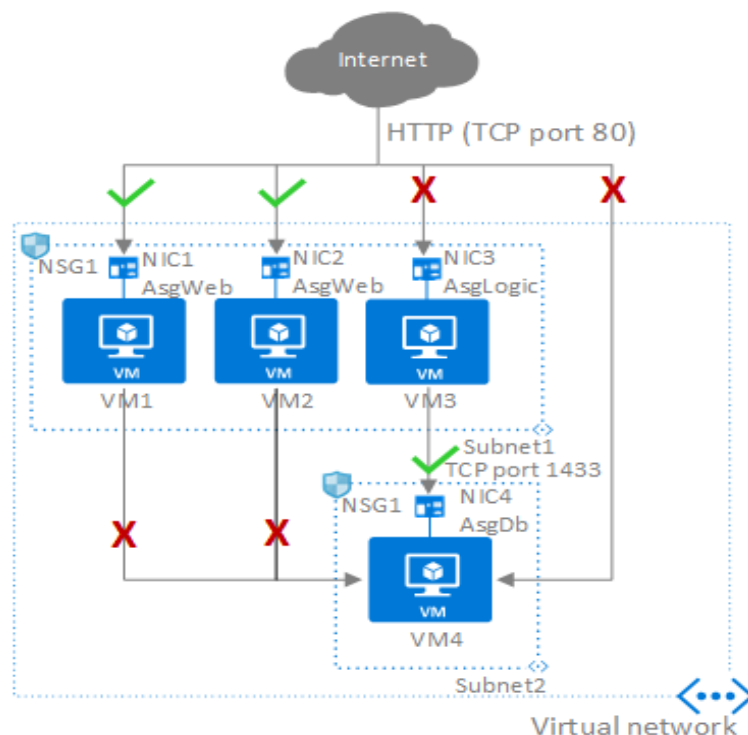 Internet
HTTP (TCP port 80)
X
X
NSG1
NIC1
AsgWeb
NIC2
AsgWeb
NIC3
AsgLogic
VM
VM
VM
VM1
VM2
VM3
Subnet1
TCP port 1433
X
X
NSG1
NIC4
AsgDb
VM
VM4
Subnet2
Virtual network